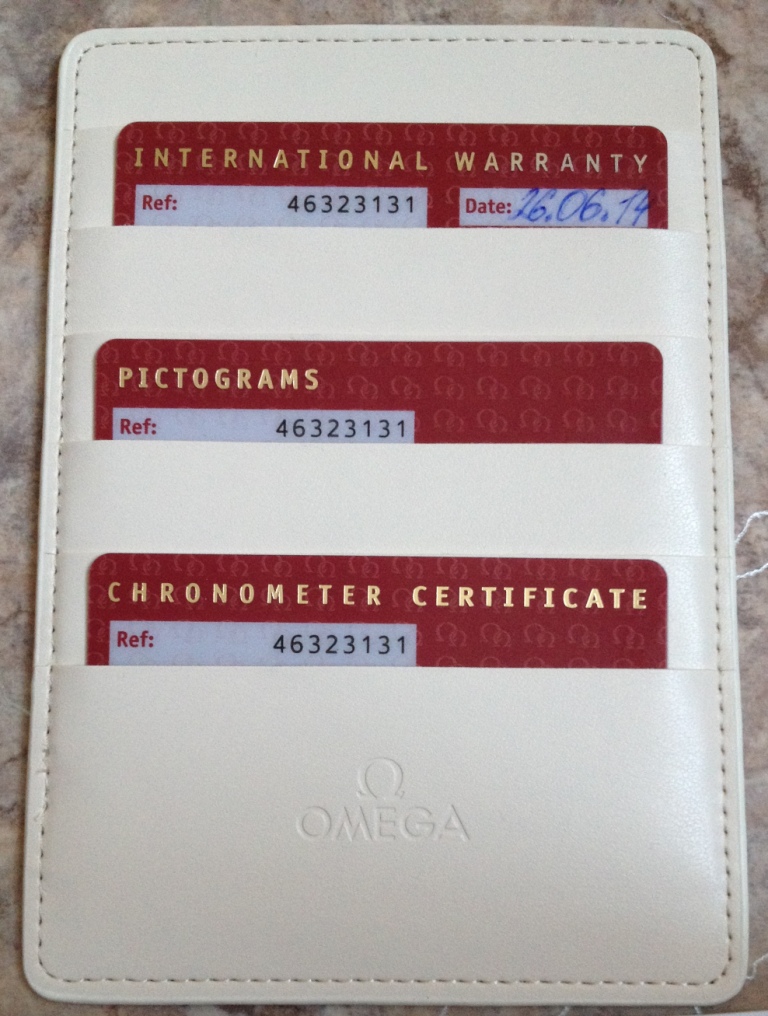 INTERNATIONAL WARRANTY
Ref: 46323131 Date: 26.06.14
PICTOGRAMS
Ref: 46323131
CHRONOMETER CERTIFICATE
Ref: 46323131
Ω
OMEGA